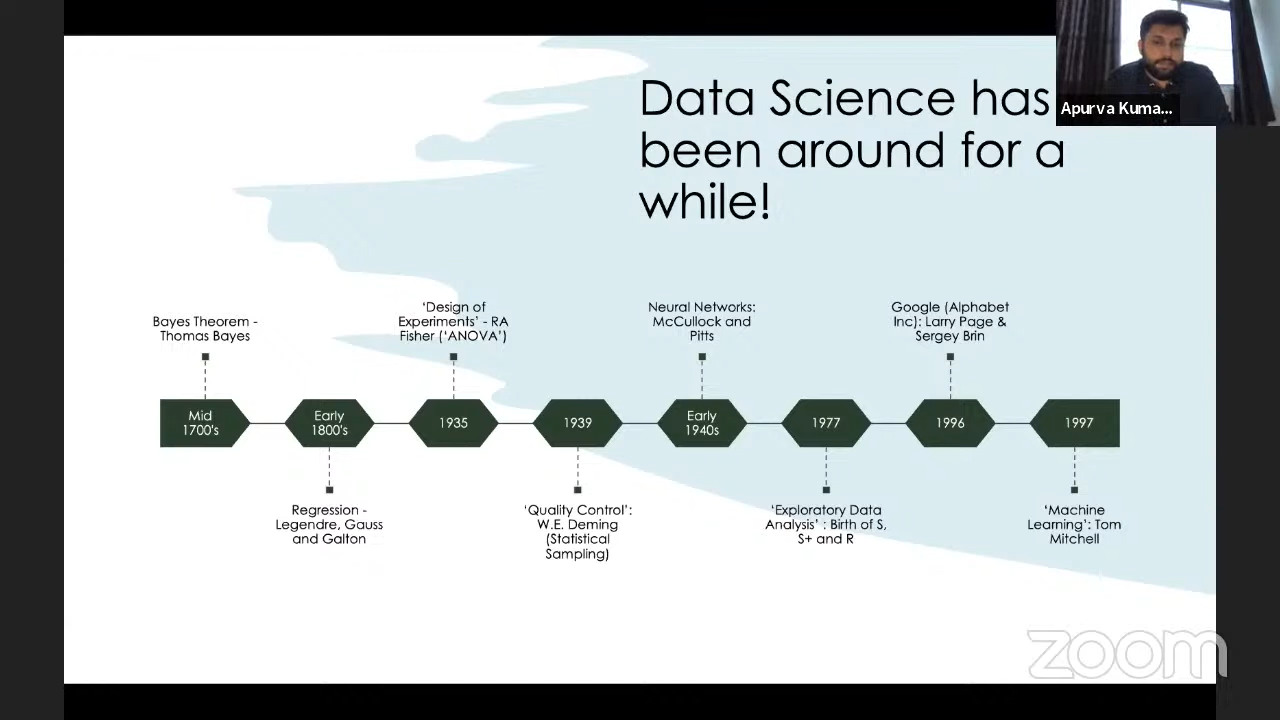 Data Science has
been around for a
while!
Apurva Kuma...
Bayes Theorem -
Thomas Bayes
‘Design of
Experiments’ - RA
Fisher (‘ANOVA’)
Neural Networks:
McCullock and
Pitts
Google (Alphabet
Inc): Larry Page &
Sergey Brin
Mid
1700's
Early
1800's
1935
1939
Early
1940s
1977
1996
1997
Regression -
Legendre, Gauss
and Galton
‘Quality Control’:
W.E. Deming
(Statistical
Sampling)
‘Exploratory Data
Analysis’ : Birth of S,
S+ and R
‘Machine
Learning’: Tom
Mitchell
zoom